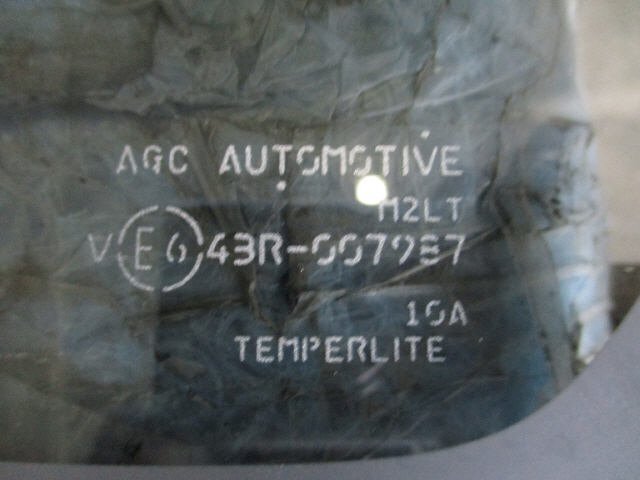 AGC AUTOMOTIVE
M2LT
V E6 43R-007987
10A
TEMPERLITE